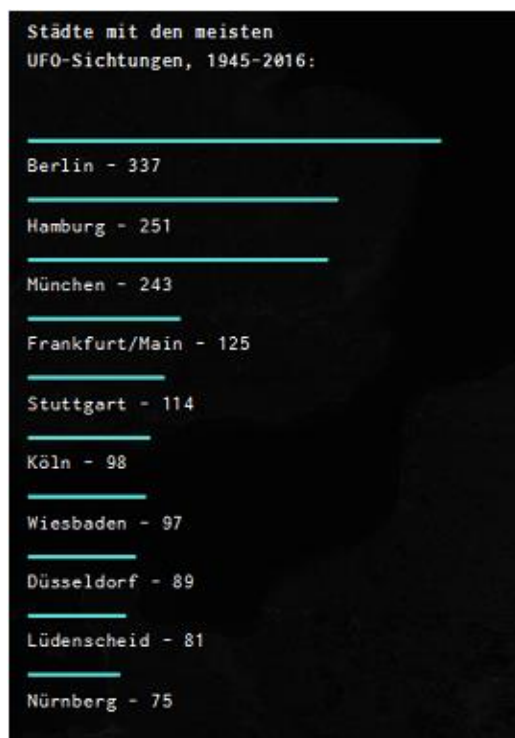 Städte mit den meisten
UFO-Sichtungen, 1945-2016:
Berlin - 337
Hamburg - 251
München - 243
Frankfurt/Main - 125
Stuttgart - 114
Köln - 98
Wiesbaden - 97
Düsseldorf - 89
Lüdenscheid - 81
Nürnberg - 75